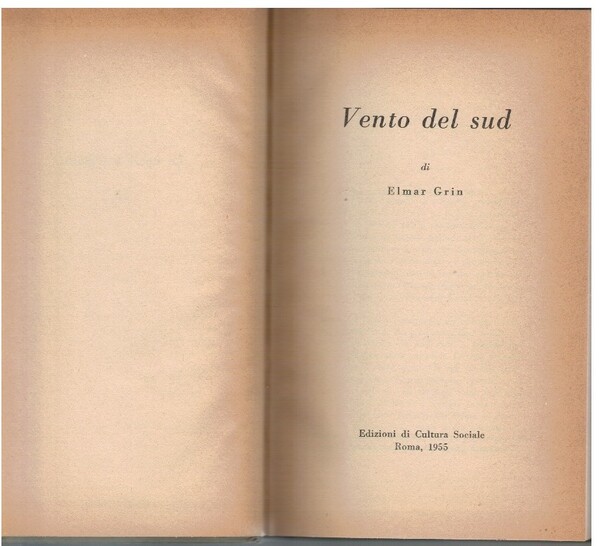 Vento del sud
di
Elmar Grin
Edizioni di Cultura Sociale
Roma, 1955